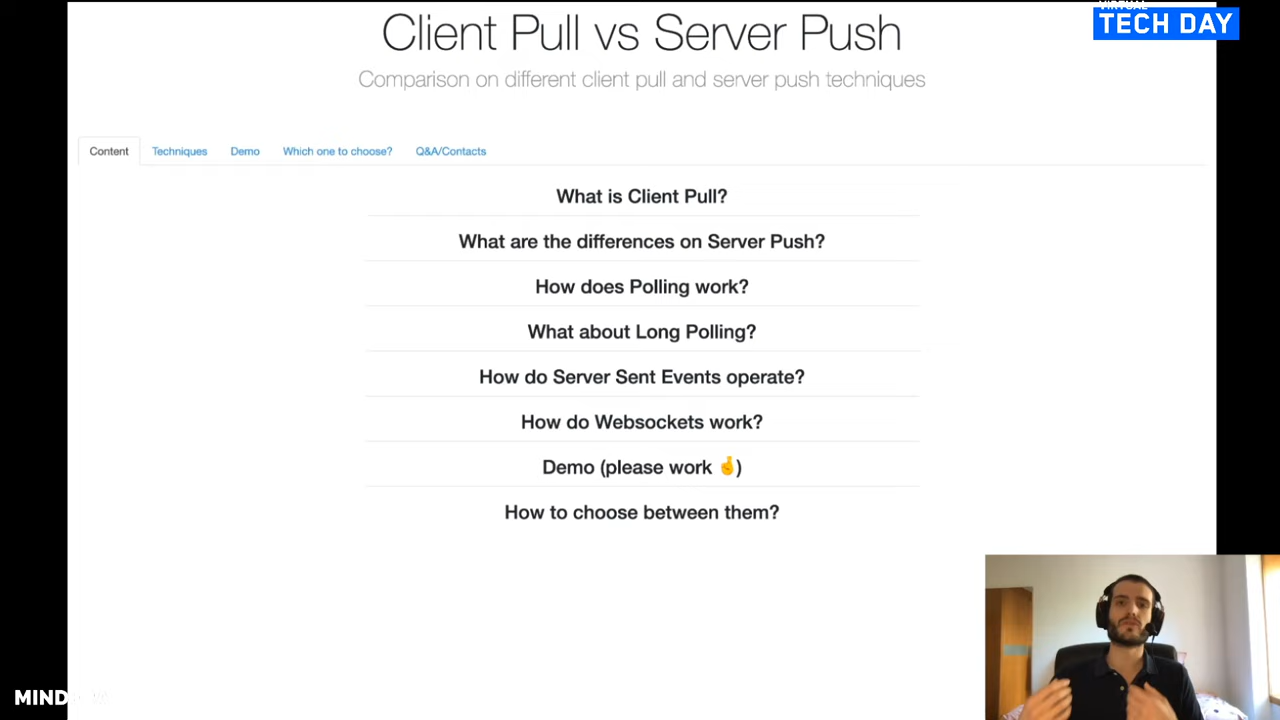 Client Pull vs Server Push
VIRTUAL
TECH DAY
Comparison on different client pull and server push techniques
Content
Techniques
Demo
Which one to choose?
Q&A/Contacts
What is Client Pull?
What are the differences on Server Push?
How does Polling work?
What about Long Polling?
How do Server Sent Events operate?
How do Websockets work?
Demo (please work 🤞)
How to choose between them?
MIND